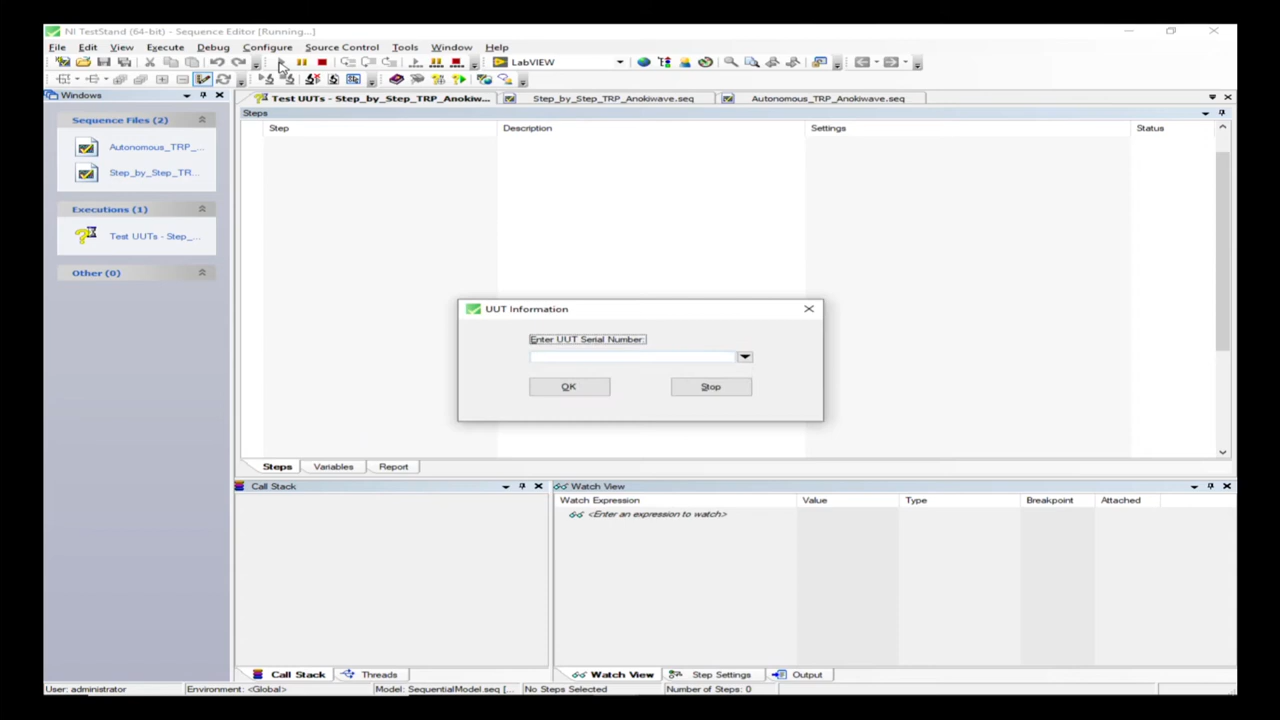 NI TestStand (64-bit) - Sequence Editor [Running...]
File Edit View Execute Debug Configure Source Control Tools Window Help
LabVIEW
Windows
Test UUTs - Step_by_Step_TRP_Anokiw...
Step_by_Step_TRP_Anokiwave.seq
Autonomous_TRP_Anokiwave.seq
Steps
Sequence Files (2)
Autonomous_TRP_...
Step_by_Step_TR...
Executions (1)
Test UUTs - Step_...
Other (0)
Step Description Settings Status
UUT Information
Enter UUT Serial Number:
OK Stop
Steps Variables Report
Call Stack
Watch View
Watch Expression Value Type Breakpoint Attached
<Enter an expression to watch>
Call Stack Threads
Watch View Step Settings Output
User: administrator Environment: <Global> Model: SequentialModel.seq [... No Steps Selected Number of Steps: 0